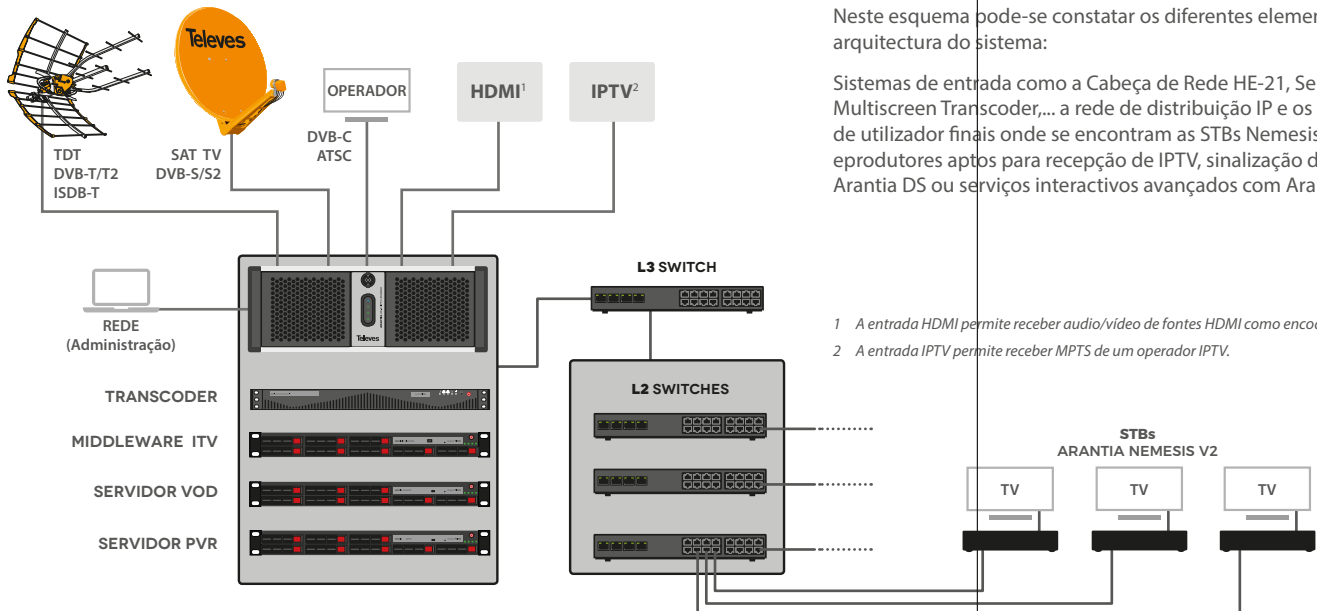 Neste esquema pode-se constatar os diferentes
arquitectura do sistema:
Sistemas de entrada como a Cabeça de Rede HE-21,
Multiscreen Transcoder,... a rede de distribuição IP e os
de utilizador finais onde se encontram as STBs Nemesis
eprodutores aptos para recepção de IPTV, sinalização
Arantia DS ou serviços interactivos avançados com
Televes
OPERADOR
HDMI1
IPTV2
TDT
DVB-T/T2
ISDB-T
SAT TV
DVB-S/S2
DVB-C
ATSC
REDE
(Administração)
Televes
L3 SWITCH
1 A entrada HDMI permite receber audio/vídeo de fontes HDMI como
2 A entrada IPTV permite receber MPTS de um operador IPTV.
TRANSCODER
MIDDLEWARE ITV
SERVIDOR VOD
SERVIDOR PVR
L2 SWITCHES
STBs
ARANTIA NEMESIS V2
TV
TV
TV